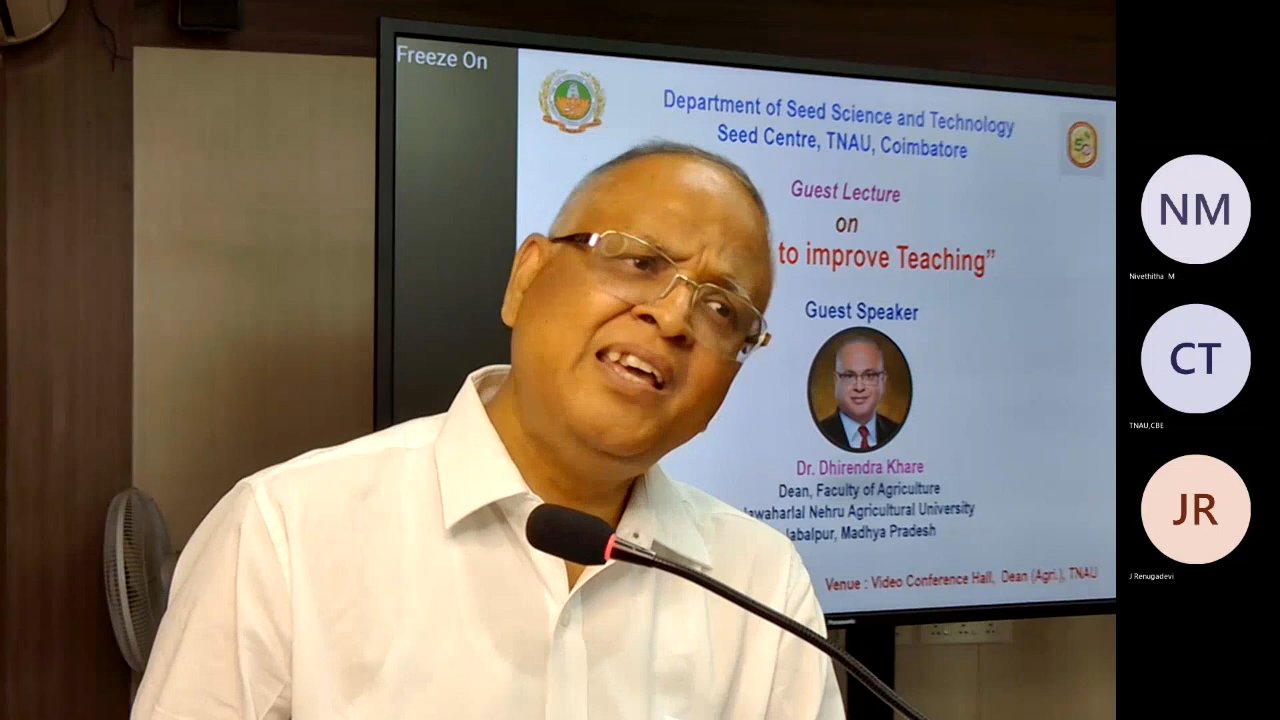 Freeze On
Department of Seed Science and Technology
Seed Centre, TNAU, Coimbatore
Guest Lecture
on
to improve Teaching”
Guest Speaker
Dr. Dhirendra Khare
Dean, Faculty of Agriculture
Jawaharlal Nehru Agricultural University
Jabalpur, Madhya Pradesh
Venue : Video Conference Hall, Dean (Agri.), TNAU
Panasonic
NM
Nivethitha M
CT
TNAU,CBE
JR
J Renugadevi